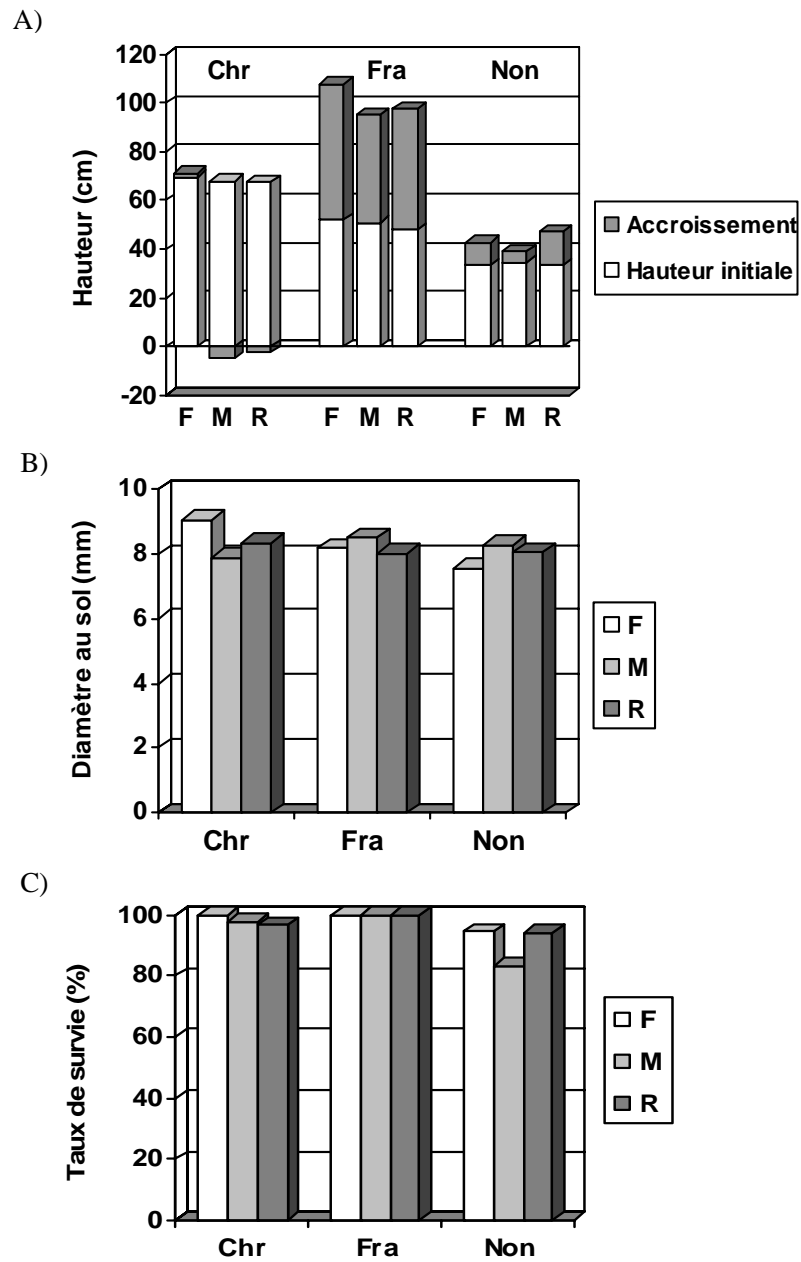 A)
120
100
80
60
40
20
0
-20
Hauteur (cm)
Chr Fra Non
F M R F M R F M R
Accroissement
Hauteur initiale
B)
10
8
6
4
2
0
Diamètre au sol (mm)
Chr Fra Non
F
M
R
C)
100
80
60
40
20
0
Taux de survie (%)
Chr Fra Non
F
M
R